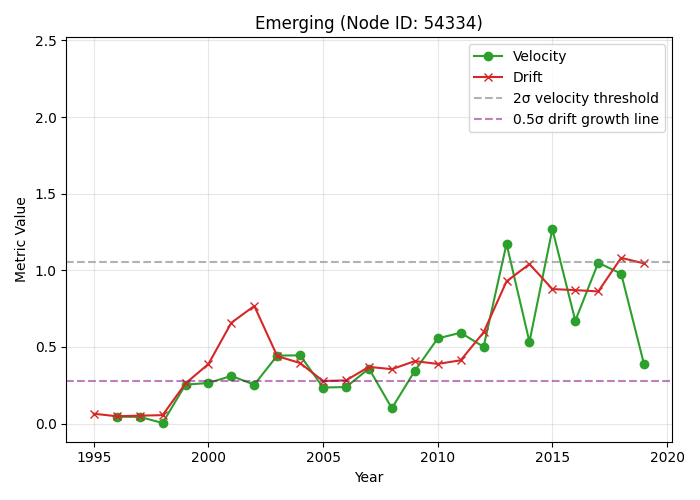 Emerging (Node ID: 54334)
2.5
2.0
1.5
1.0
0.5
0.0
Metric Value
Velocity
Drift
2σ velocity threshold
0.5σ drift growth line
1995
2000
2005
2010
2015
2020
Year